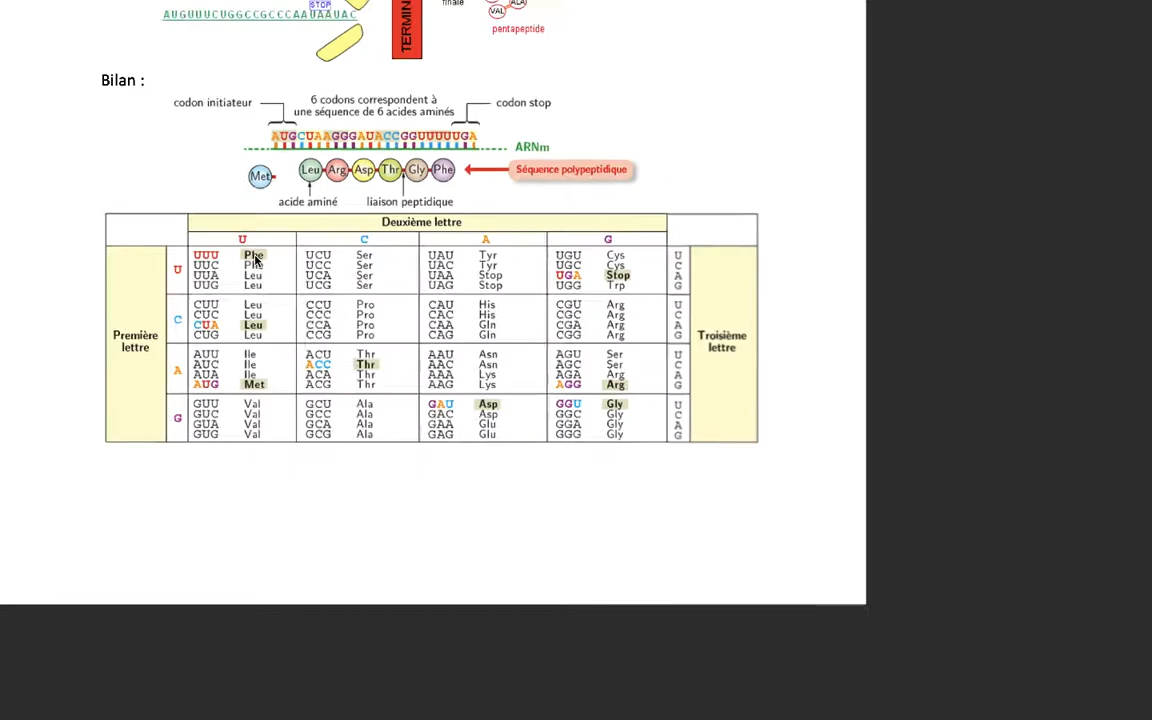 STOP
AUGUUUCUGGCCGCCCAAUAAUAC
TERMIN
finale
VAL
ALA
pentapeptide
Bilan :
codon initiateur
6 codons correspondent à
une séquence de 6 acides aminés
codon stop
AUGCUAAGGGAUACCGGUUUUUGA
ARNm
Met Leu Arg Asp Thr Gly Phe
Séquence polypeptidique
acide aminé liaison peptidique
Deuxième lettre
U C A G
UUU Phe UCU Ser UAU Tyr UGU Cys U
UUC Phe UCC Ser UAC Tyr UGC Cys C
U
UUA Leu UCA Ser UAA Stop UGA Stop A
UUG Leu UCG Ser UAG Stop UGG Trp G
CUU Leu CCU Pro CAU His CGU Arg U
CUC Leu CCC Pro CAC His CGC Arg C
C
CUA Leu CCA Pro CAA Gln CGA Arg A
CUG Leu CCG Pro CAG Gln CGG Arg G
Première
lettre
Troisième
lettre
AUU Ile ACU Thr AAU Asn AGU Ser U
AUC Ile ACC Thr AAC Asn AGC Ser C
A
AUA Ile ACA Thr AAA Lys AGA Arg A
AUG Met ACG Thr AAG Lys AGG Arg G
GUU Val GCU Ala GAU Asp GGU Gly U
GUC Val GCC Ala GAC Asp GGC Gly C
G
GUA Val GCA Ala GAA Glu GGA Gly A
GUG Val GCG Ala GAG Glu GGG Gly G